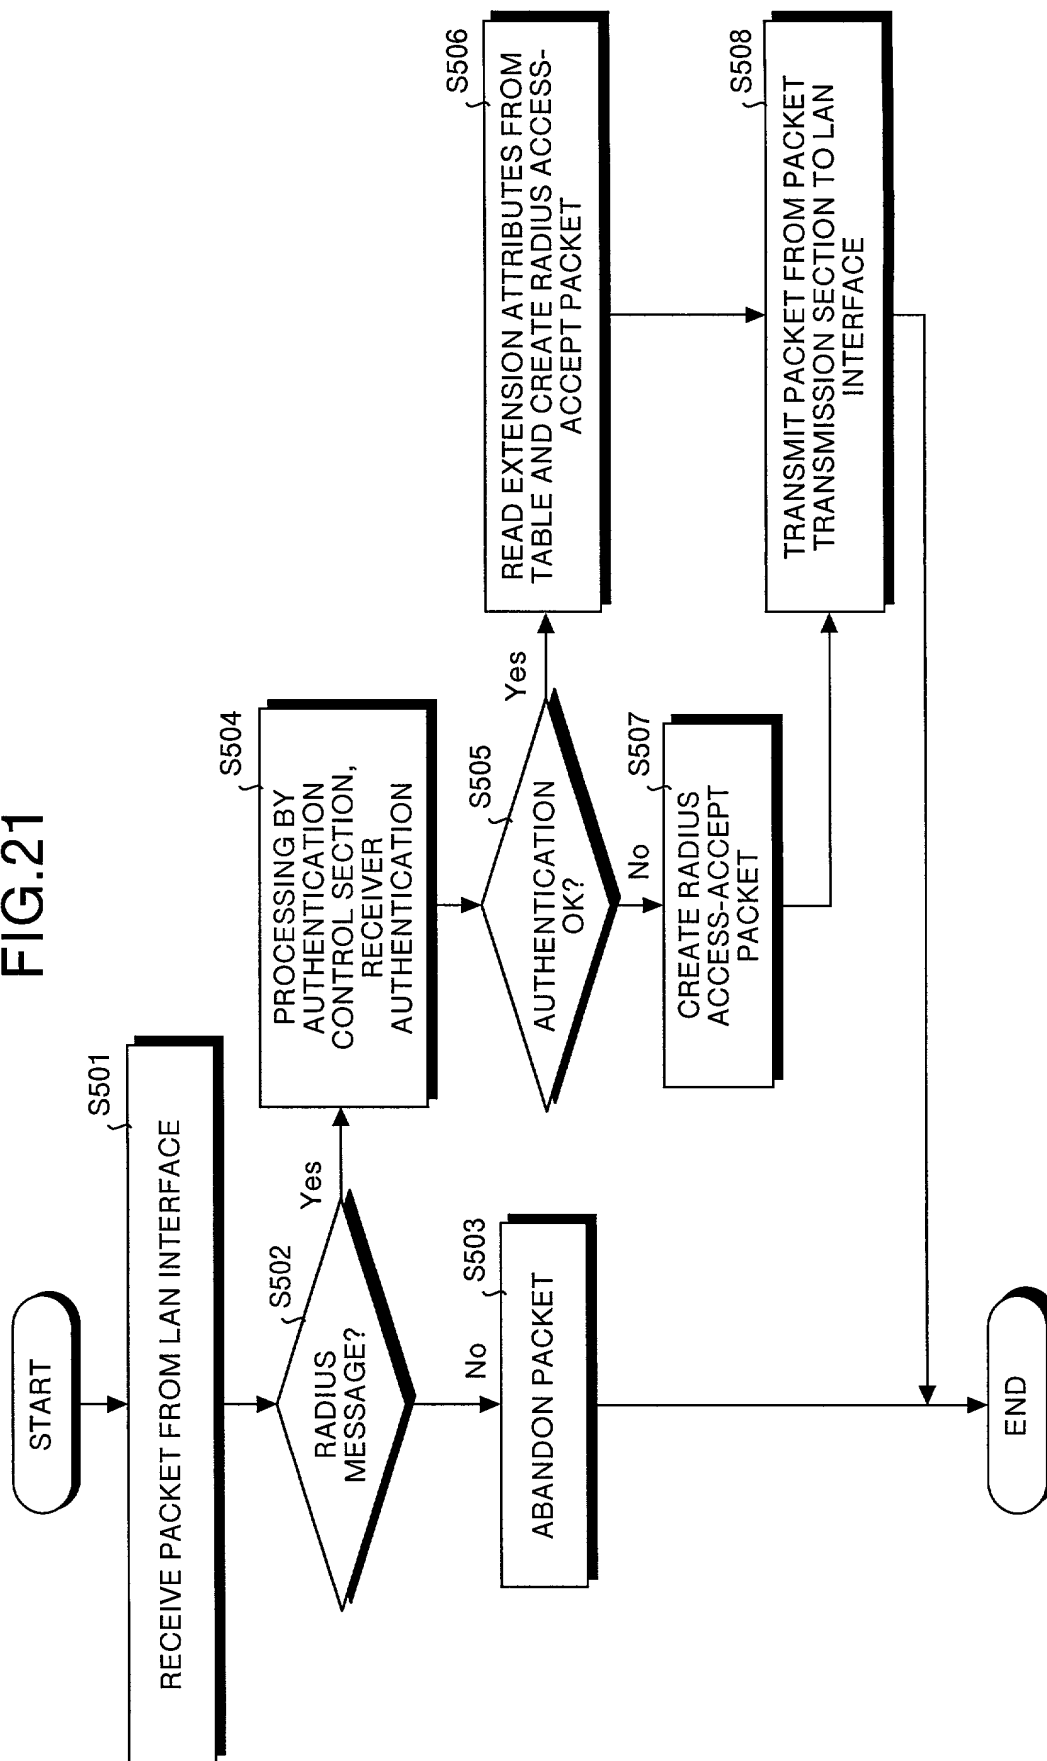 FIG.21
START
S501
RECEIVE PACKET FROM LAN INTERFACE
S502
RADIUS
MESSAGE?
Yes
No
S503
ABANDON PACKET
S504
PROCESSING BY
AUTHENTICATION
CONTROL SECTION,
RECEIVER
AUTHENTICATION
S505
AUTHENTICATION
OK?
Yes
No
S506
READ EXTENSION ATTRIBUTES FROM
TABLE AND CREATE RADIUS ACCESS-
ACCEPT PACKET
S507
CREATE RADIUS
ACCESS-ACCEPT
PACKET
S508
TRANSMIT PACKET FROM PACKET
TRANSMISSION SECTION TO LAN
INTERFACE
END